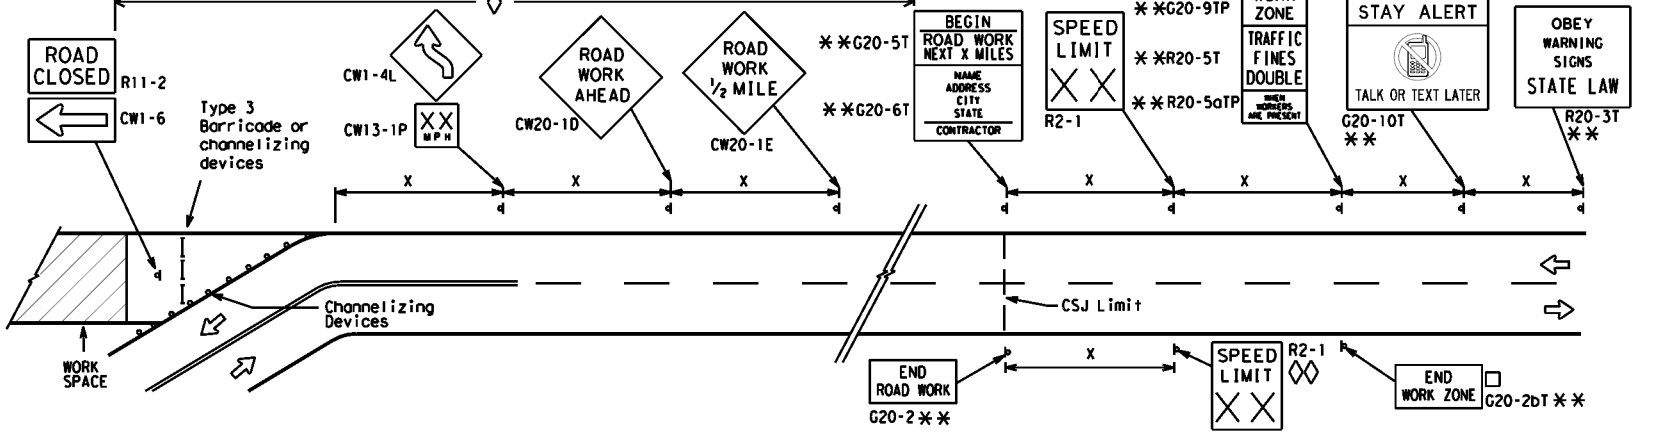 ROAD
CLOSED
R11-2
CW1-6
Type 3
Barricade or
channelizing
devices
CW1-4L
CW13-1P
XX
MPH
ROAD
WORK
AHEAD
CW20-1D
ROAD
WORK
1/2 MILE
CW20-1E
**G20-5T
**G20-6T
BEGIN
ROAD WORK
NEXT X MILES
NAME
ADDRESS
CITY
STATE
CONTRACTOR
SPEED
LIMIT
XX
R2-1
**G20-9TP
**R20-5T
**R20-5aTP
ZONE
TRAFFIC
FINES
DOUBLE
WHEN
WORKERS
ARE PRESENT
STAY ALERT
TALK OR TEXT LATER
G20-10T
**
OBEY
WARNING
SIGNS
STATE LAW
R20-3T
**
X X X X X X X
Channelizing
Devices
CSJ Limit
WORK
SPACE
X
END
ROAD WORK
G20-2**
SPEED
LIMIT
XX
R2-1
END
WORK ZONE
G20-2bT**